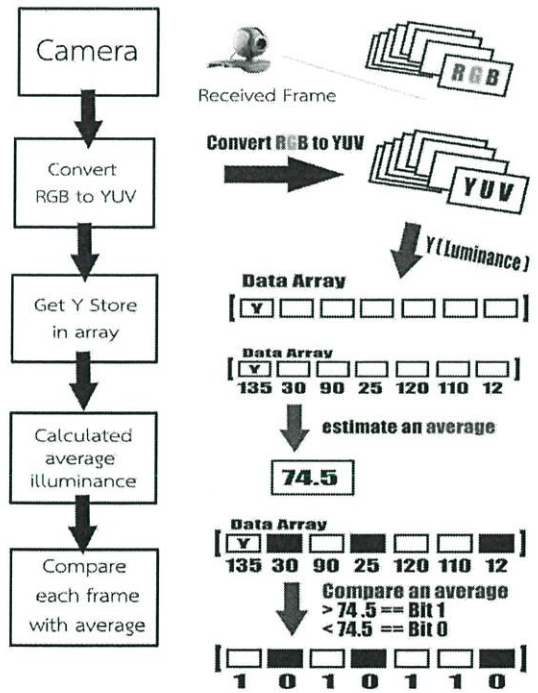 Camera
Convert
RGB to YUV
Get Y Store
in array
Calculated
average
illuminance
Compare
each frame
with average
Received Frame
RGB
Convert RGB to YUV
YUV
Y ( Luminance )
Data Array
[ Y ]
Data Array
[ Y ]
135 30 90 25 120 110 12
estimate an average
74.5
Data Array
[ Y ]
135 30 90 25 120 110 12
Compare an average
> 74.5 == Bit 1
< 74.5 == Bit 0
[ ]
1 0 1 0 1 1 0